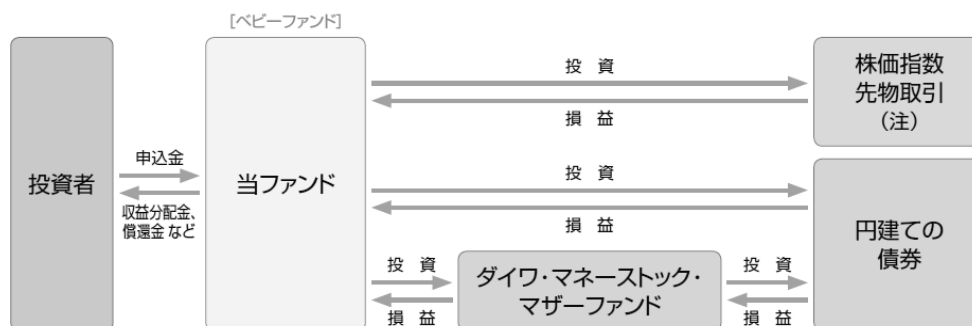 [ベビーファンド]
投資者
申込金
収益分配金、
償還金 など
当ファンド
投 資
損 益
株価指数
先物取引
（注）
投 資
損 益
円建ての
債券
投 資
損 益
ダイワ・マネーストック・
マザーファンド
投 資
損 益